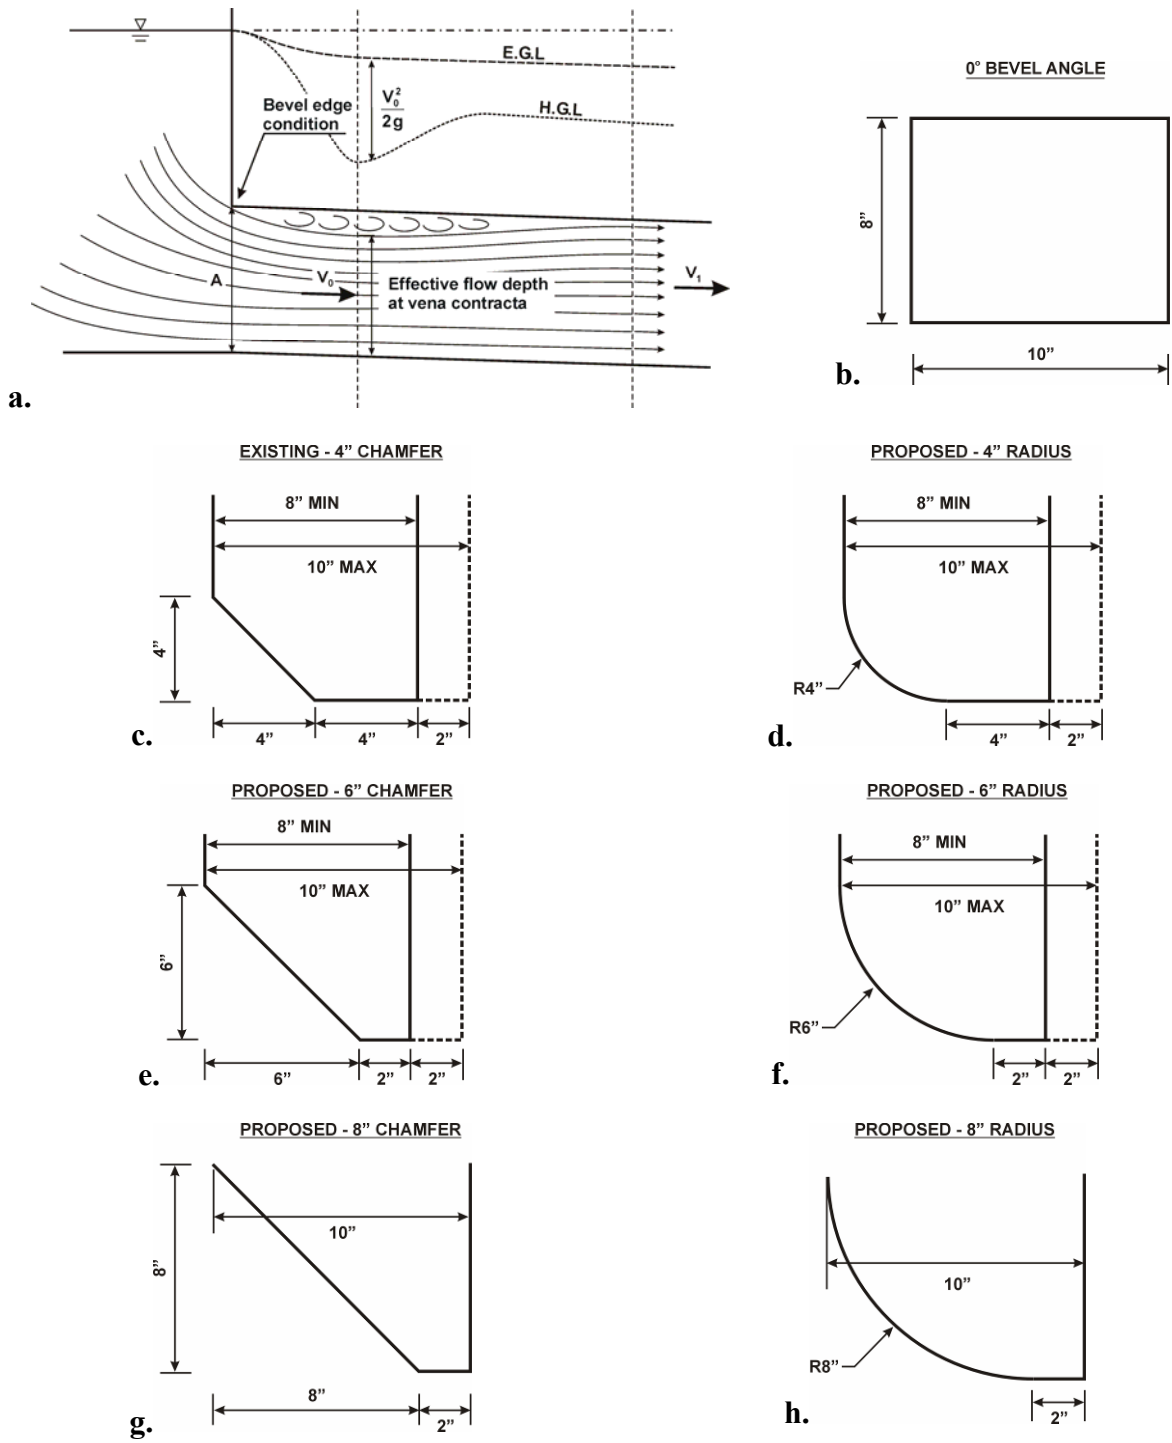 E.G.L
Bevel edge
condition
V₀²
2g
H.G.L
A
V₀
Effective flow depth
at vena contracta
V₁
a.
0° BEVEL ANGLE
8”
10”
b.
EXISTING - 4” CHAMFER
8” MIN
10” MAX
4”
4”
4”
2”
c.
PROPOSED - 4” RADIUS
8” MIN
10” MAX
R4”
4”
2”
d.
PROPOSED - 6” CHAMFER
8” MIN
10” MAX
6”
6”
2”
2”
e.
PROPOSED - 6” RADIUS
8” MIN
10” MAX
R6”
2”
2”
f.
PROPOSED - 8” CHAMFER
10”
8”
8”
2”
g.
PROPOSED - 8” RADIUS
10”
R8”
2”
h.